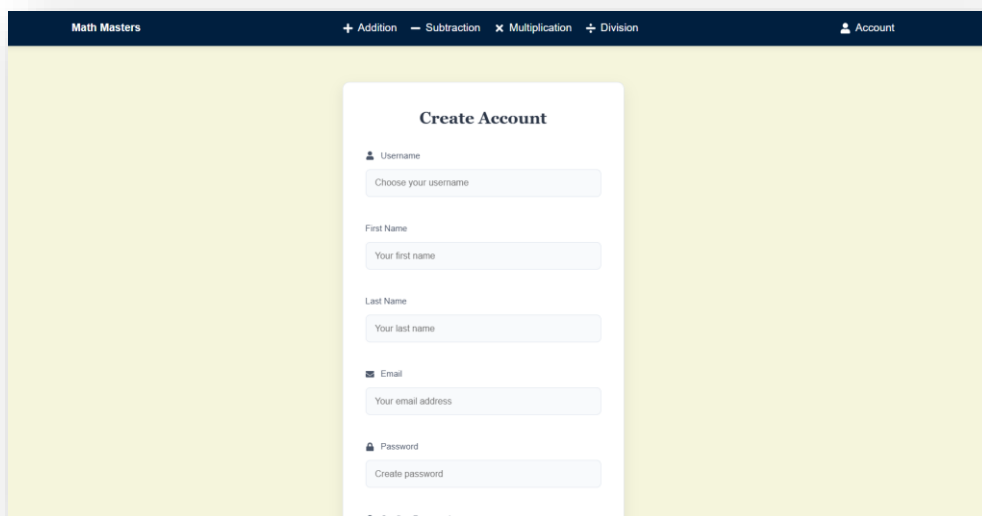 Math Masters
Addition Subtraction Multiplication Division
Account
Create Account
Username
Choose your username
First Name
Your first name
Last Name
Your last name
Email
Your email address
Password
Create password